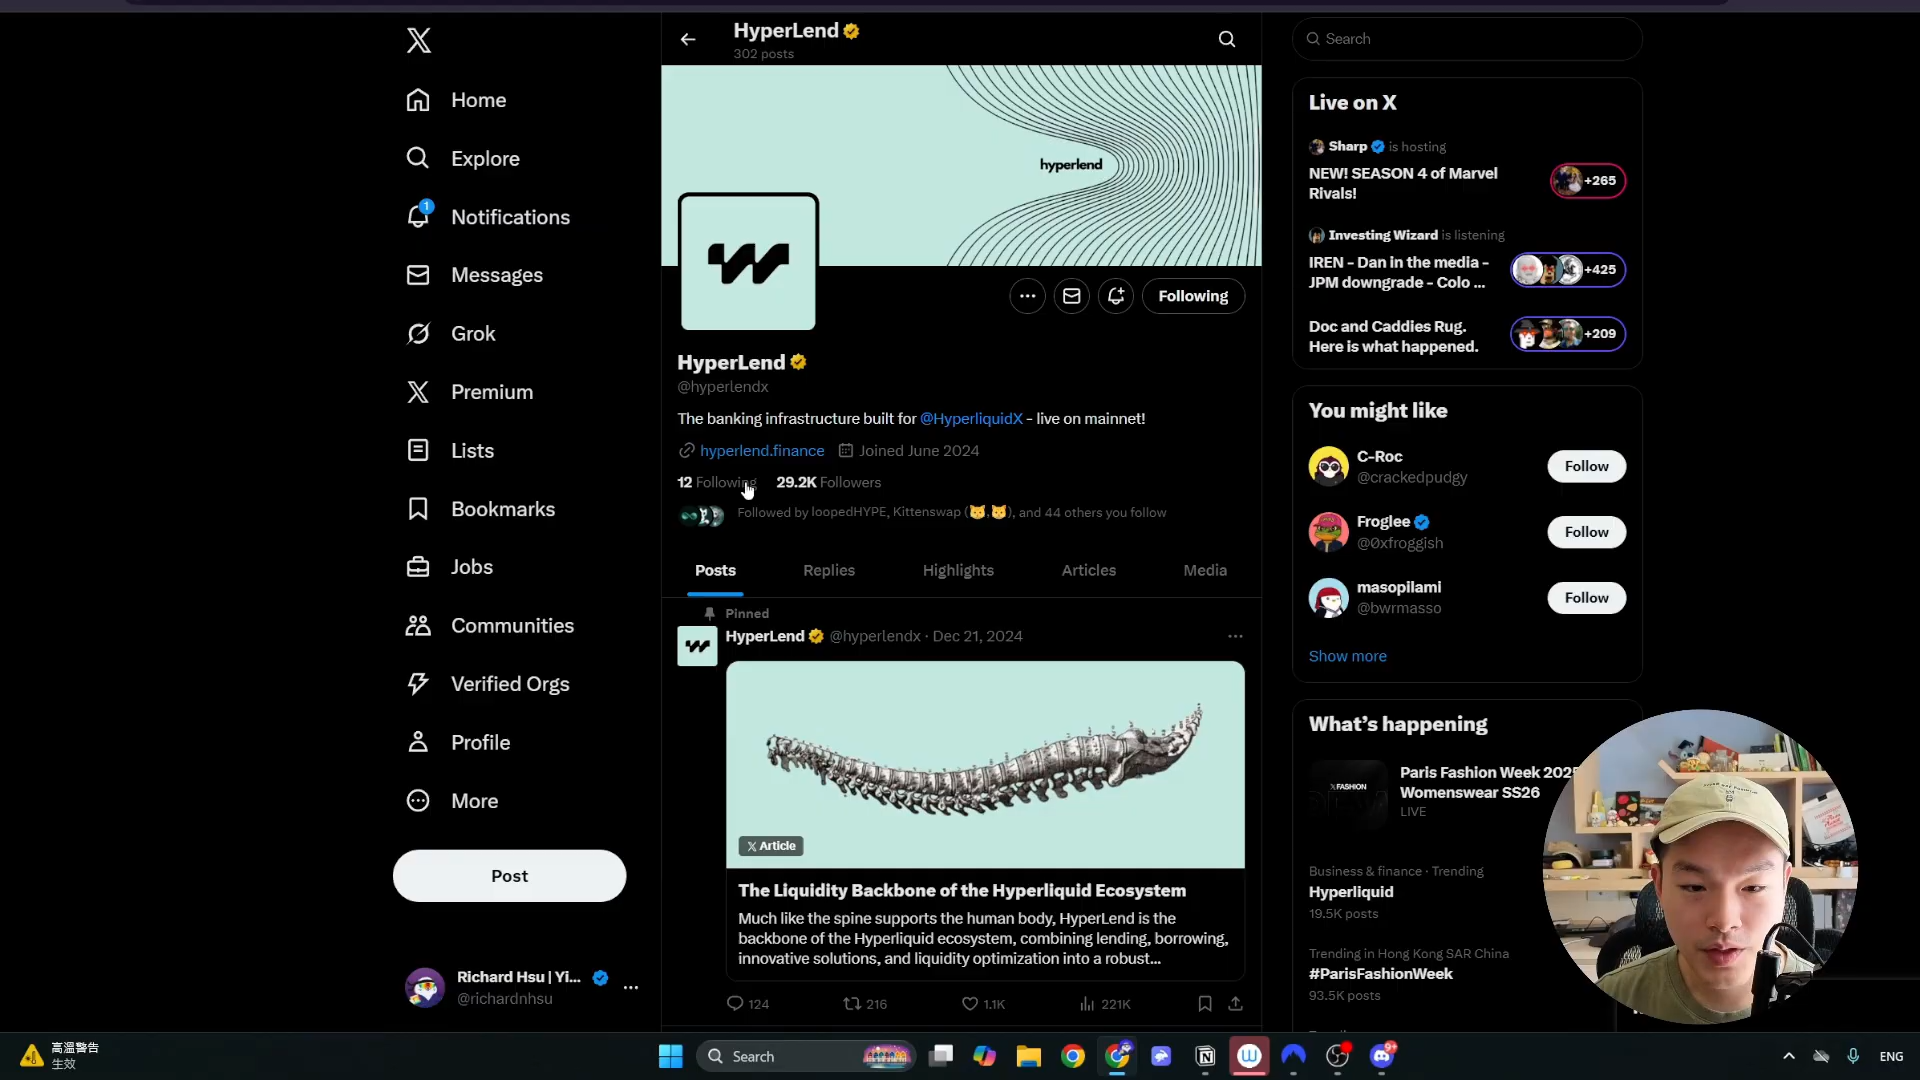 HyperLend
302 posts
Search
Home
Explore
1
Notifications
Messages
Grok
Premium
Lists
Bookmarks
Jobs
Communities
Verified Orgs
Profile
More
Post
Richard Hsu | Yi...
@richardnhsu
hyperlend
Following
HyperLend
@hyperlendx
The banking infrastructure built for @HyperliquidX - live on mainnet!
hyperlend.finance Joined June 2024
12 Following 29.2K Followers
Followed by loopedHYPE, Kittenswap (😼,😼), and 44 others you follow
Posts Replies Highlights Articles Media
Pinned
HyperLend @hyperlendx · Dec 21, 2024
X Article
The Liquidity Backbone of the Hyperliquid Ecosystem
Much like the spine supports the human body, HyperLend is the
backbone of the Hyperliquid ecosystem, combining lending, borrowing,
innovative solutions, and liquidity optimization into a robust...
124 216 1.1K 221K
Live on X
Sharp is hosting
NEW! SEASON 4 of Marvel
Rivals!
+265
Investing Wizard is listening
IREN - Dan in the media -
JPM downgrade - Colo ...
+425
Doc and Caddies Rug.
Here is what happened.
+209
You might like
C-Roc
@crackedpudgy
Follow
Froglee
@0xfroggish
Follow
masopilami
@bwrmasso
Follow
Show more
What's happening
X FASHION
Paris Fashion Week 2025
Womenswear SS26
LIVE
Business & finance · Trending
Hyperliquid
19.5K posts
Trending in Hong Kong SAR China
#ParisFashionWeek
93.5K posts
高溫警告
生效
Search
9+
ENG